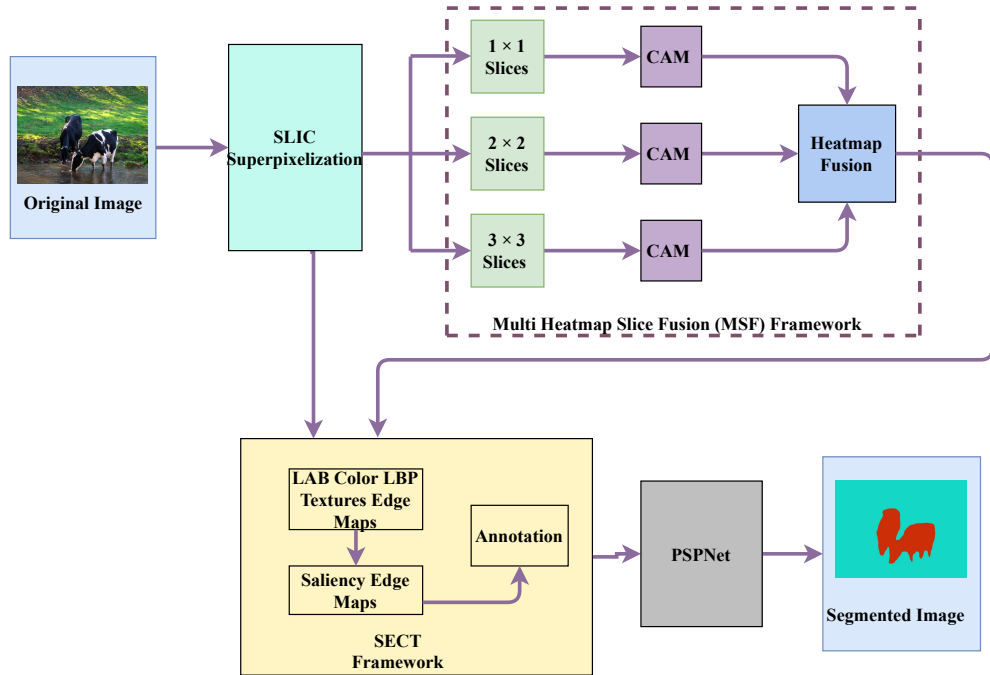 Original Image
SLIC
Superpixelization
1 × 1
Slices
CAM
2 × 2
Slices
CAM
3 × 3
Slices
CAM
Heatmap
Fusion
Multi Heatmap Slice Fusion (MSF) Framework
LAB Color LBP
Textures Edge
Maps
Saliency Edge
Maps
Annotation
SECT
Framework
PSPNet
Segmented Image